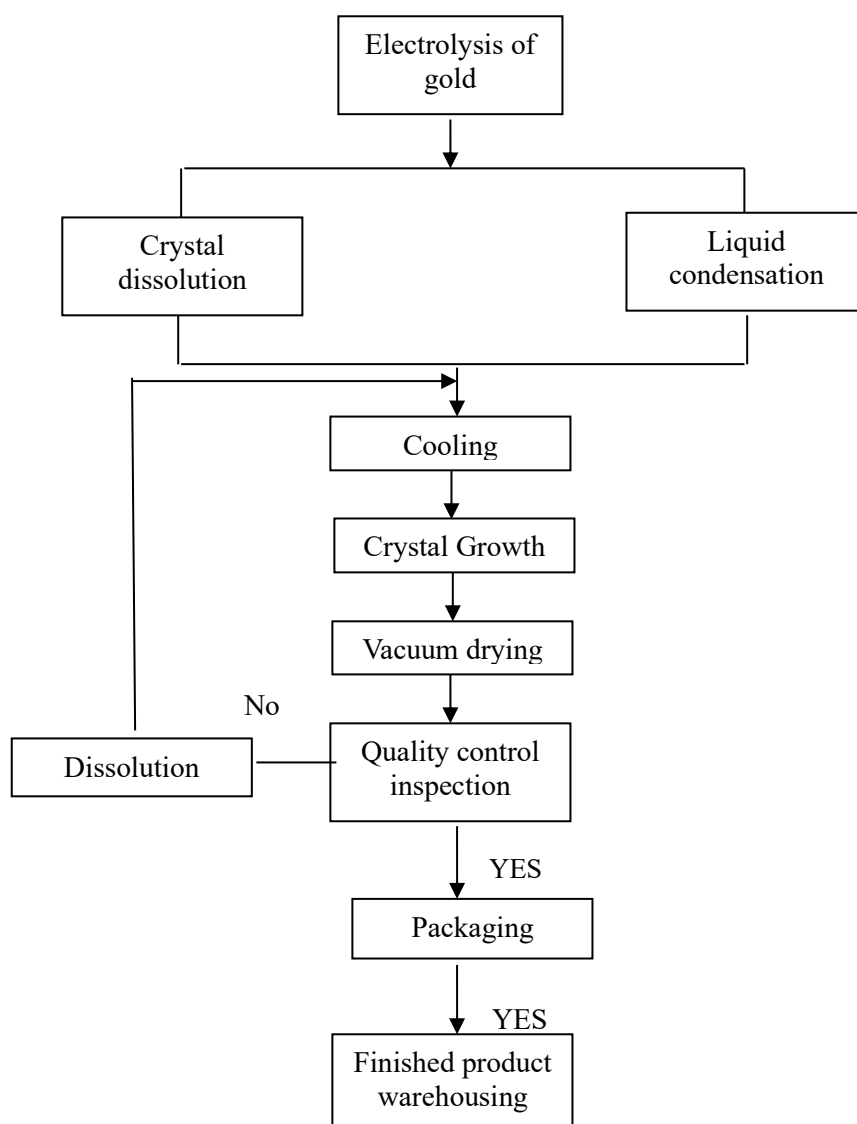 Electrolysis of
gold
Crystal
dissolution
Liquid
condensation
Cooling
Crystal Growth
Vacuum drying
No
Dissolution
Quality control
inspection
YES
Packaging
YES
Finished product
warehousing